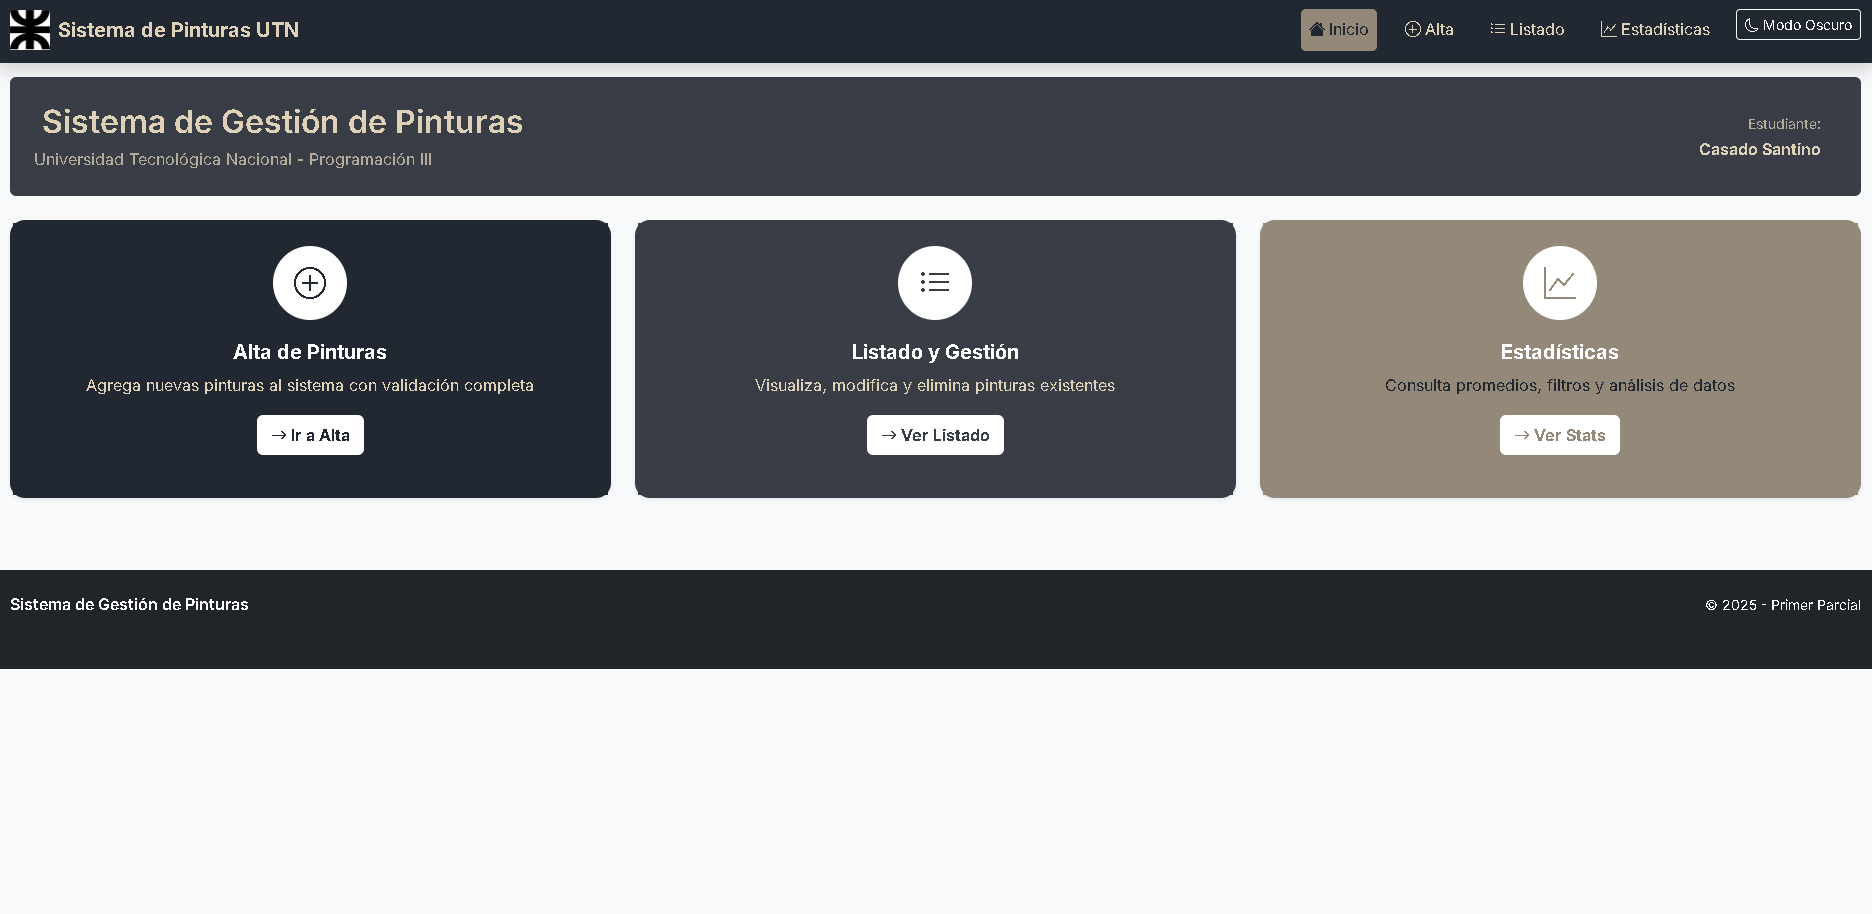 Sistema de Pinturas UTN
Inicio
Alta
Listado
Estadísticas
Modo Oscuro
Sistema de Gestión de Pinturas
Universidad Tecnológica Nacional - Programación III
Estudiante:
Casado Santino
Alta de Pinturas
Agrega nuevas pinturas al sistema con validación completa
→ Ir a Alta
Listado y Gestión
Visualiza, modifica y elimina pinturas existentes
→ Ver Listado
Estadísticas
Consulta promedios, filtros y análisis de datos
→ Ver Stats
Sistema de Gestión de Pinturas
© 2025 - Primer Parcial